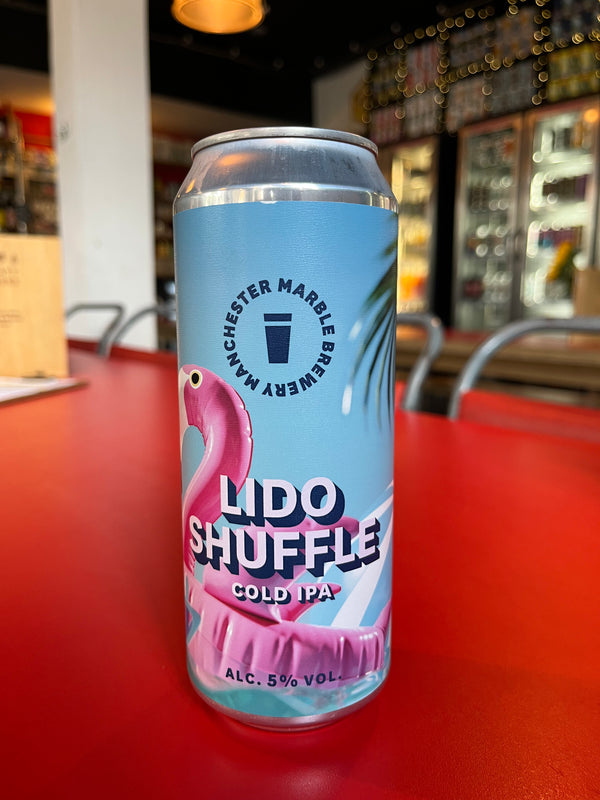 MANCHESTER MARBLE BREWERY
LIDO
SHUFFLE
COLD IPA
ALC. 5% VOL.